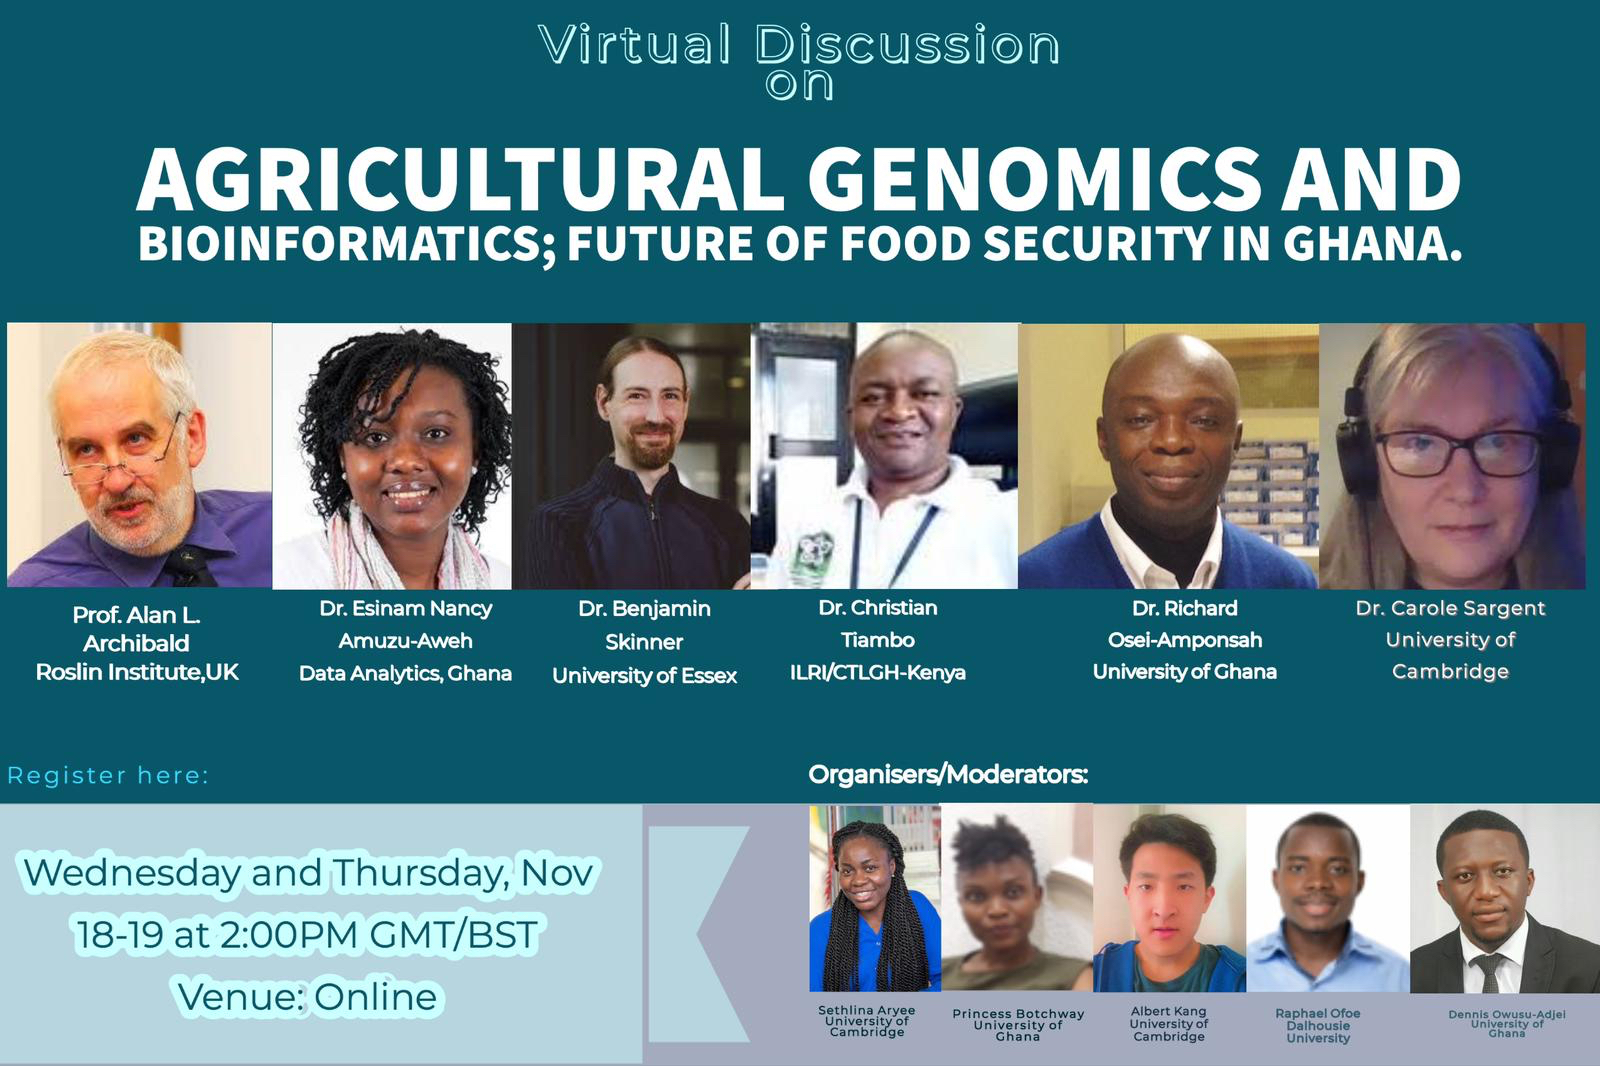 Virtual Discussion
on
AGRICULTURAL GENOMICS AND
BIOINFORMATICS; FUTURE OF FOOD SECURITY IN GHANA.
Prof. Alan L.
Archibald
Roslin Institute,UK
Dr. Esinam Nancy
Amuzu-Aweh
Data Analytics, Ghana
Dr. Benjamin
Skinner
University of Essex
Dr. Christian
Tiambo
ILRI/CTLGH-Kenya
Dr. Richard
Osei-Amponsah
University of Ghana
Dr. Carole Sargent
University of
Cambridge
Register here:
Wednesday and Thursday, Nov
18-19 at 2:00PM GMT/BST
Venue: Online
Organisers/Moderators:
Sethlina Aryee
University of
Cambridge
Princess Botchway
University of
Ghana
Albert Kang
University of
Cambridge
Raphael Ofoe
Dalhousie
University
Dennis Owusu-Adjei
University of
Ghana